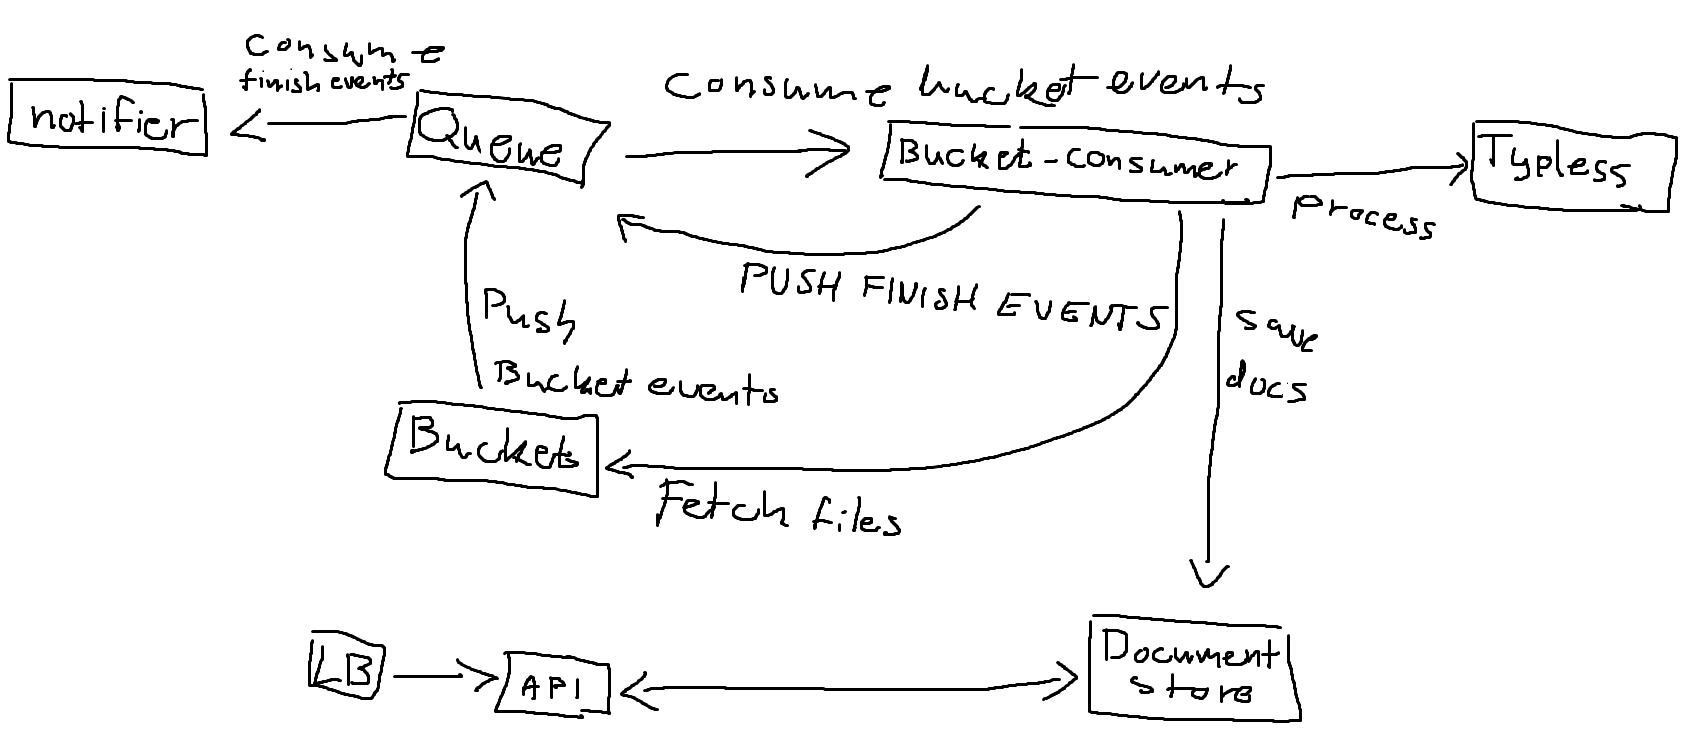 Consume
finish events
notifier
Queue
Consume bucket events
Bucket-consumer
Typless
process
PUSH FINISH EVENTS
Push
Bucket events
save
docs
Buckets
Fetch files
LB
API
Document
store